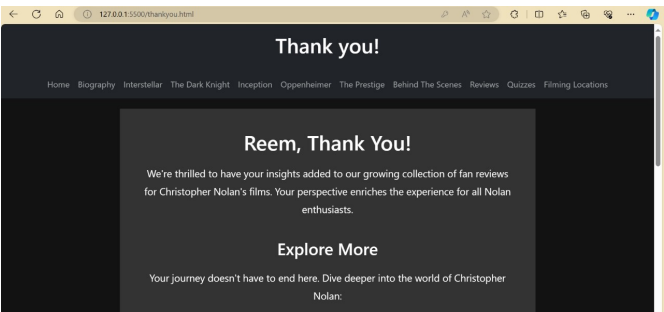 127.0.0.1:5500/thankyou.html
Thank you!
Home Biography Interstellar The Dark Knight Inception Oppenheimer The Prestige Behind The Scenes Reviews Quizzes Filming Locations
Reem, Thank You!
We're thrilled to have your insights added to our growing collection of fan reviews
for Christopher Nolan's films. Your perspective enriches the experience for all Nolan
enthusiasts.
Explore More
Your journey doesn't have to end here. Dive deeper into the world of Christopher
Nolan: